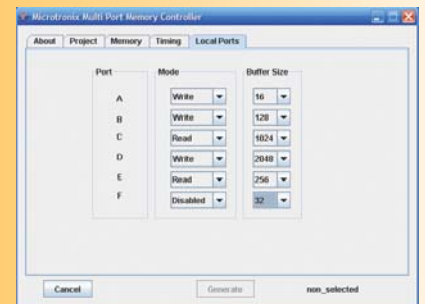 Microtronix Multi Port Memory Controller
About Project Memory Timing Local Ports
Port Mode Buffer Size
A Write 16
B Write 128
C Read 1024
D Write 2048
E Read 256
F Disabled 32
Cancel Generate non_selected